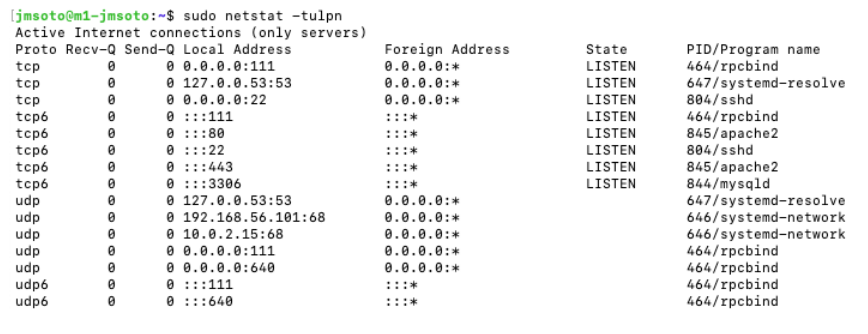 [jmsoto@m1-jmsoto:~$ sudo netstat -tulpn
Active Internet connections (only servers)
Proto Recv-Q Send-Q Local Address           Foreign Address         State       PID/Program name
tcp        0      0 0.0.0.0:111             0.0.0.0:*               LISTEN      464/rpcbind
tcp        0      0 127.0.0.53:53           0.0.0.0:*               LISTEN      647/systemd-resolve
tcp        0      0 0.0.0.0:22              0.0.0.0:*               LISTEN      804/sshd
tcp6       0      0 :::111                  :::*                    LISTEN      464/rpcbind
tcp6       0      0 :::80                   :::*                    LISTEN      845/apache2
tcp6       0      0 :::22                   :::*                    LISTEN      804/sshd
tcp6       0      0 :::443                  :::*                    LISTEN      845/apache2
tcp6       0      0 :::3306                 :::*                    LISTEN      844/mysqld
udp        0      0 127.0.0.53:53           0.0.0.0:*                           647/systemd-resolve
udp        0      0 192.168.56.101:68       0.0.0.0:*                           646/systemd-network
udp        0      0 10.0.2.15:68            0.0.0.0:*                           646/systemd-network
udp        0      0 0.0.0.0:111             0.0.0.0:*                           464/rpcbind
udp        0      0 0.0.0.0:640             0.0.0.0:*                           464/rpcbind
udp6       0      0 :::111                  :::*                                464/rpcbind
udp6       0      0 :::640                  :::*                                464/rpcbind